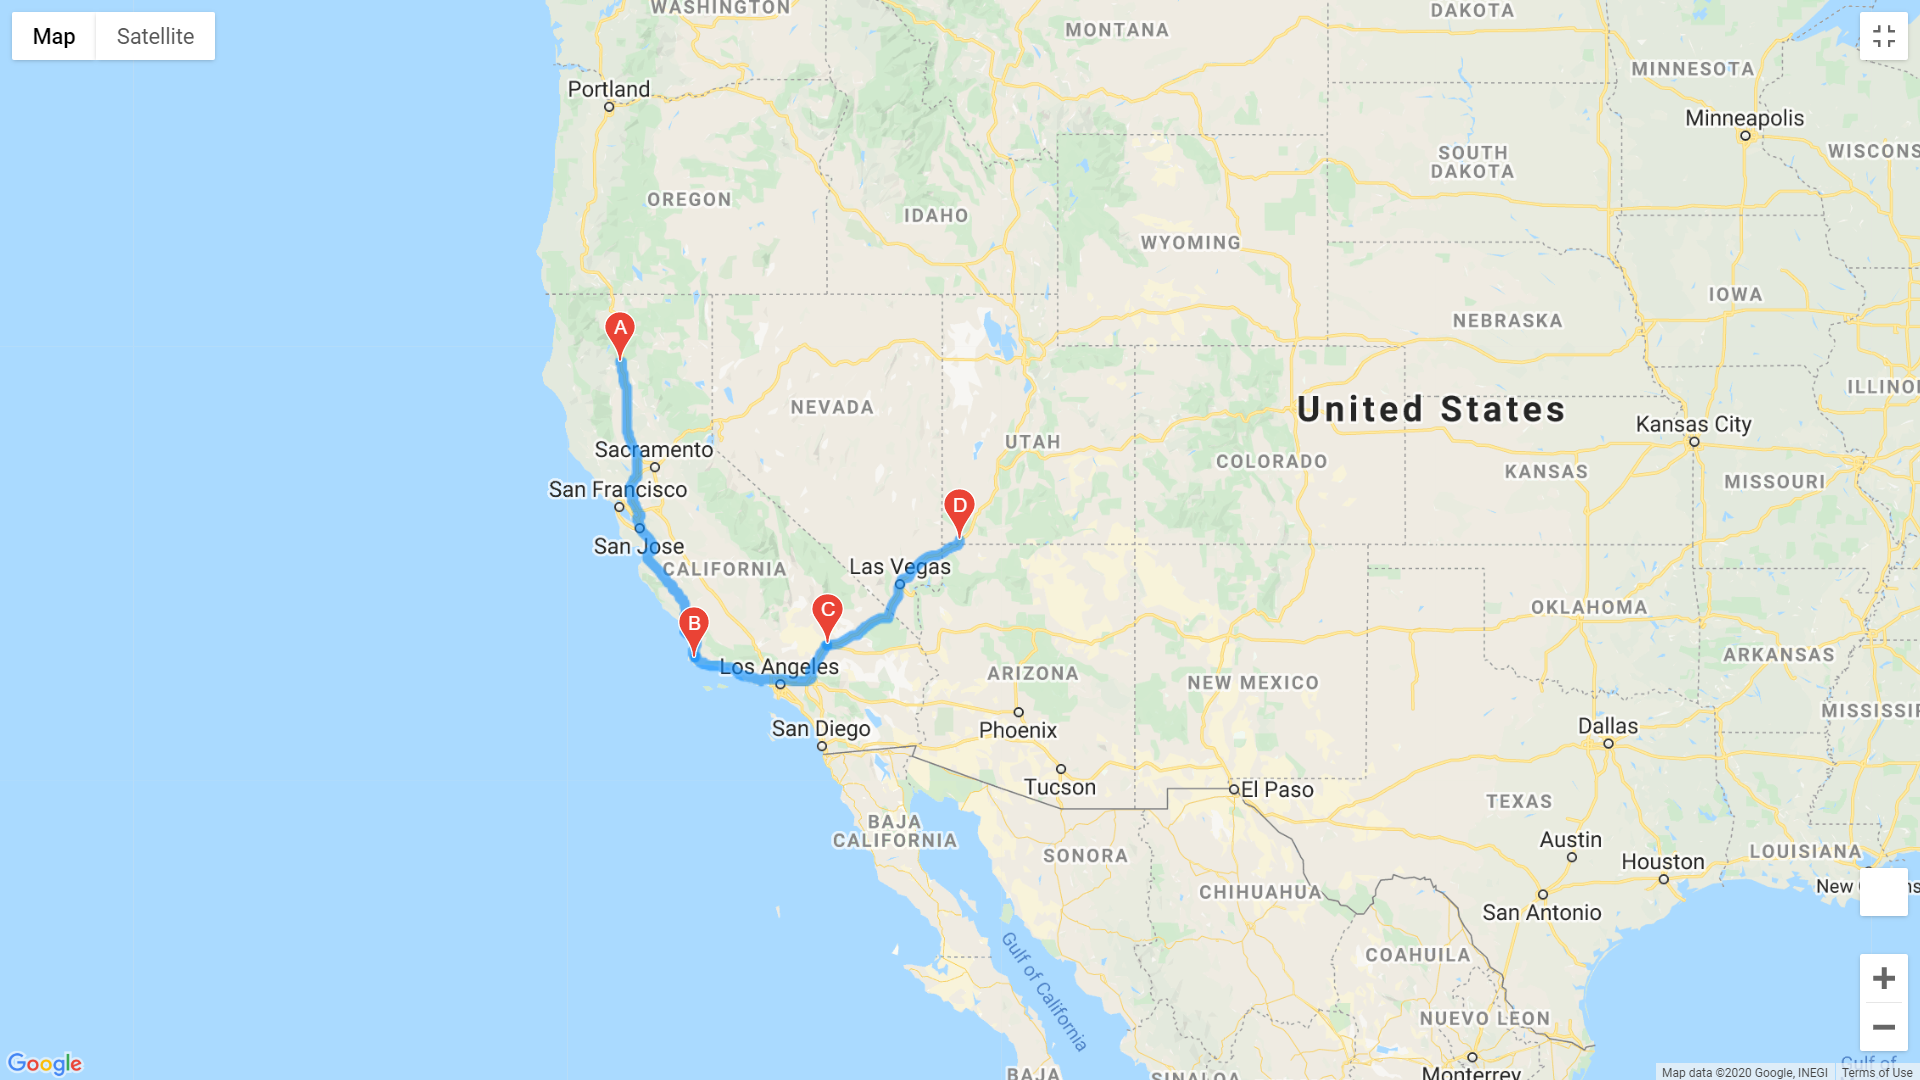 Map
Satellite
WASHINGTON
MONTANA
DAKOTA
MINNESOTA
Portland
Minneapolis
WISCONS
SOUTH
DAKOTA
OREGON
IDAHO
WYOMING
IOWA
NEBRASKA
A
ILLINOI
NEVADA
United States
Kansas City
UTAH
Sacramento
COLORADO
KANSAS
MISSOURI
San Francisco
D
San Jose
CALIFORNIA
Las Vegas
C
OKLAHOMA
B
ARKANSAS
Los Angeles
ARIZONA
NEW MEXICO
MISSISSIP
San Diego
Phoenix
Dallas
Tucson
El Paso
TEXAS
BAJA
CALIFORNIA
Austin
SONORA
Houston
LOUISIANA
CHIHUAHUA
New
ns
San Antonio
COAHUILA
Gulf of California
NUEVO LEON
Google
Gulf of
BAJA
SINALOA
Monterrey
Map data ©2020 Google, INEGI
Terms of Use